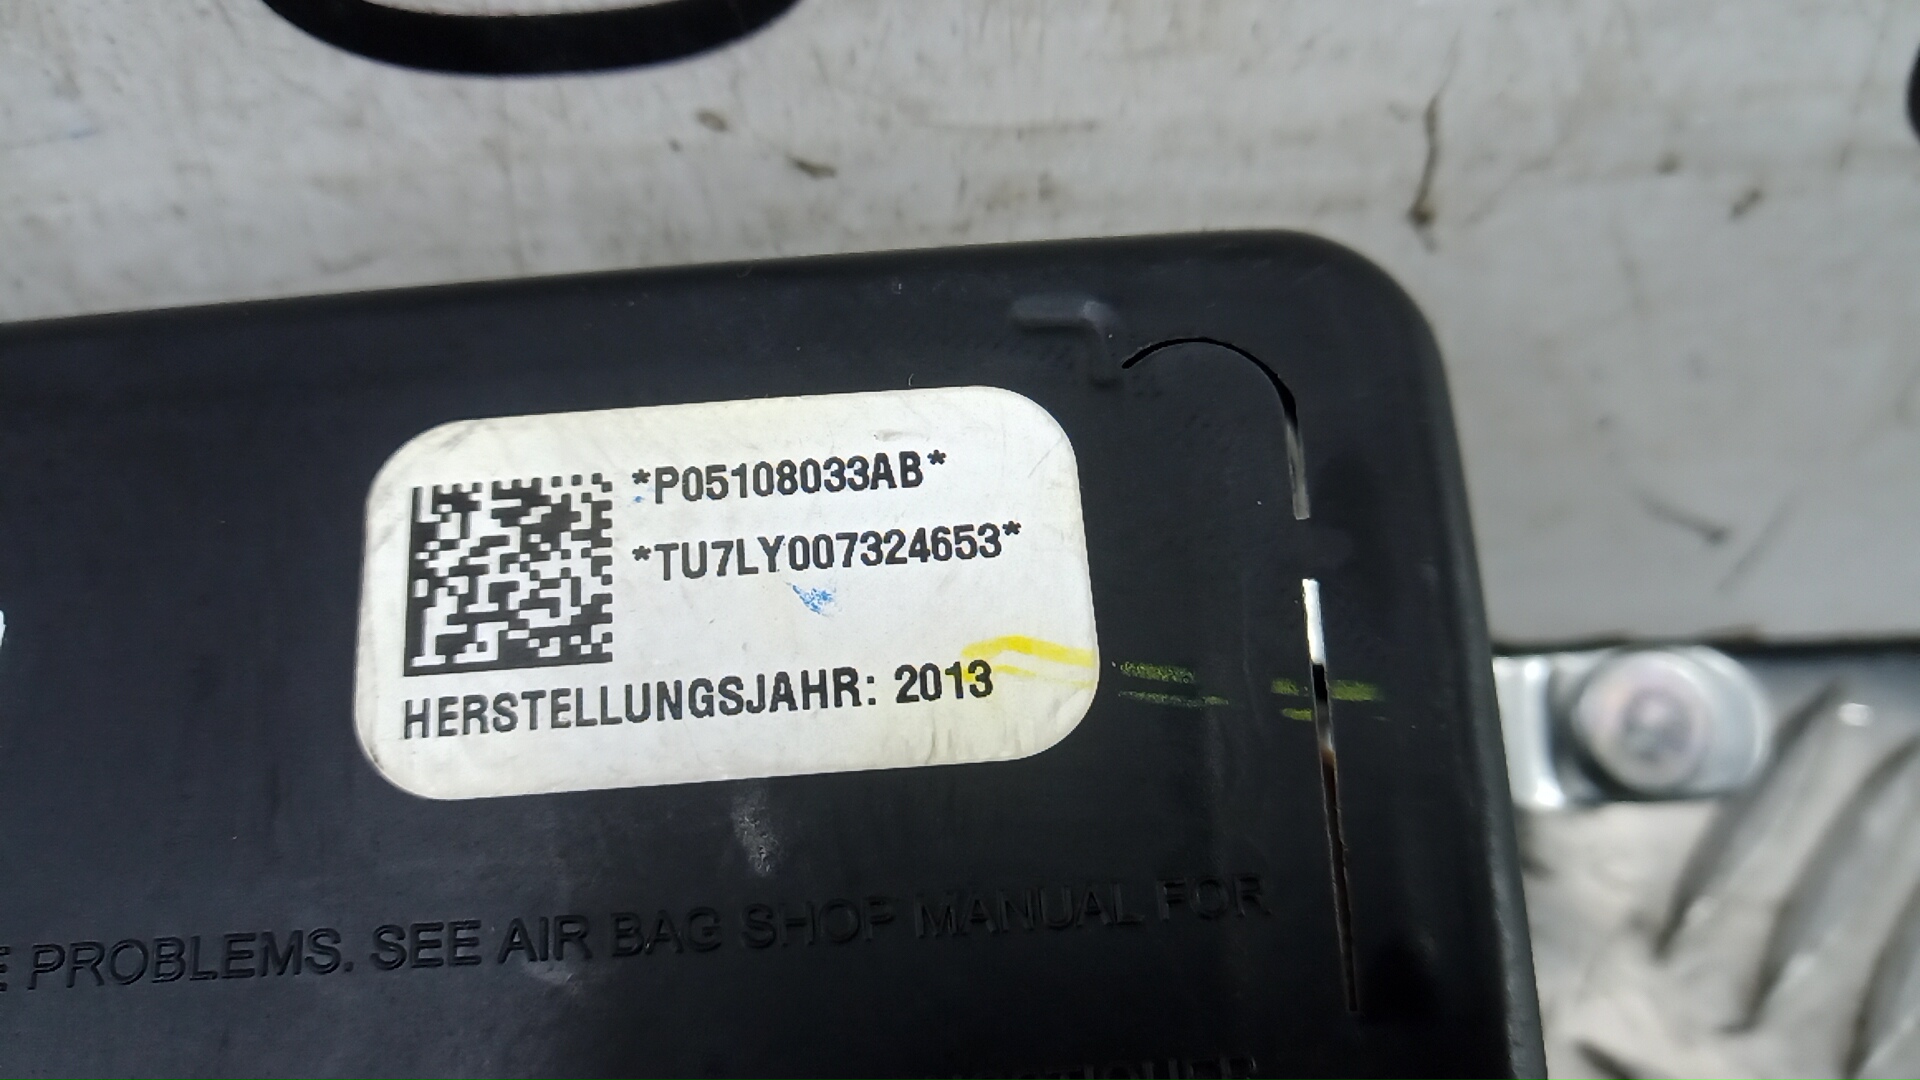 *P05108033AB*
*TU7LY007324653*
HERSTELLUNGSJAHR: 2013
PROBLEMS. SEE AIR BAG SHOP MANUAL FOR